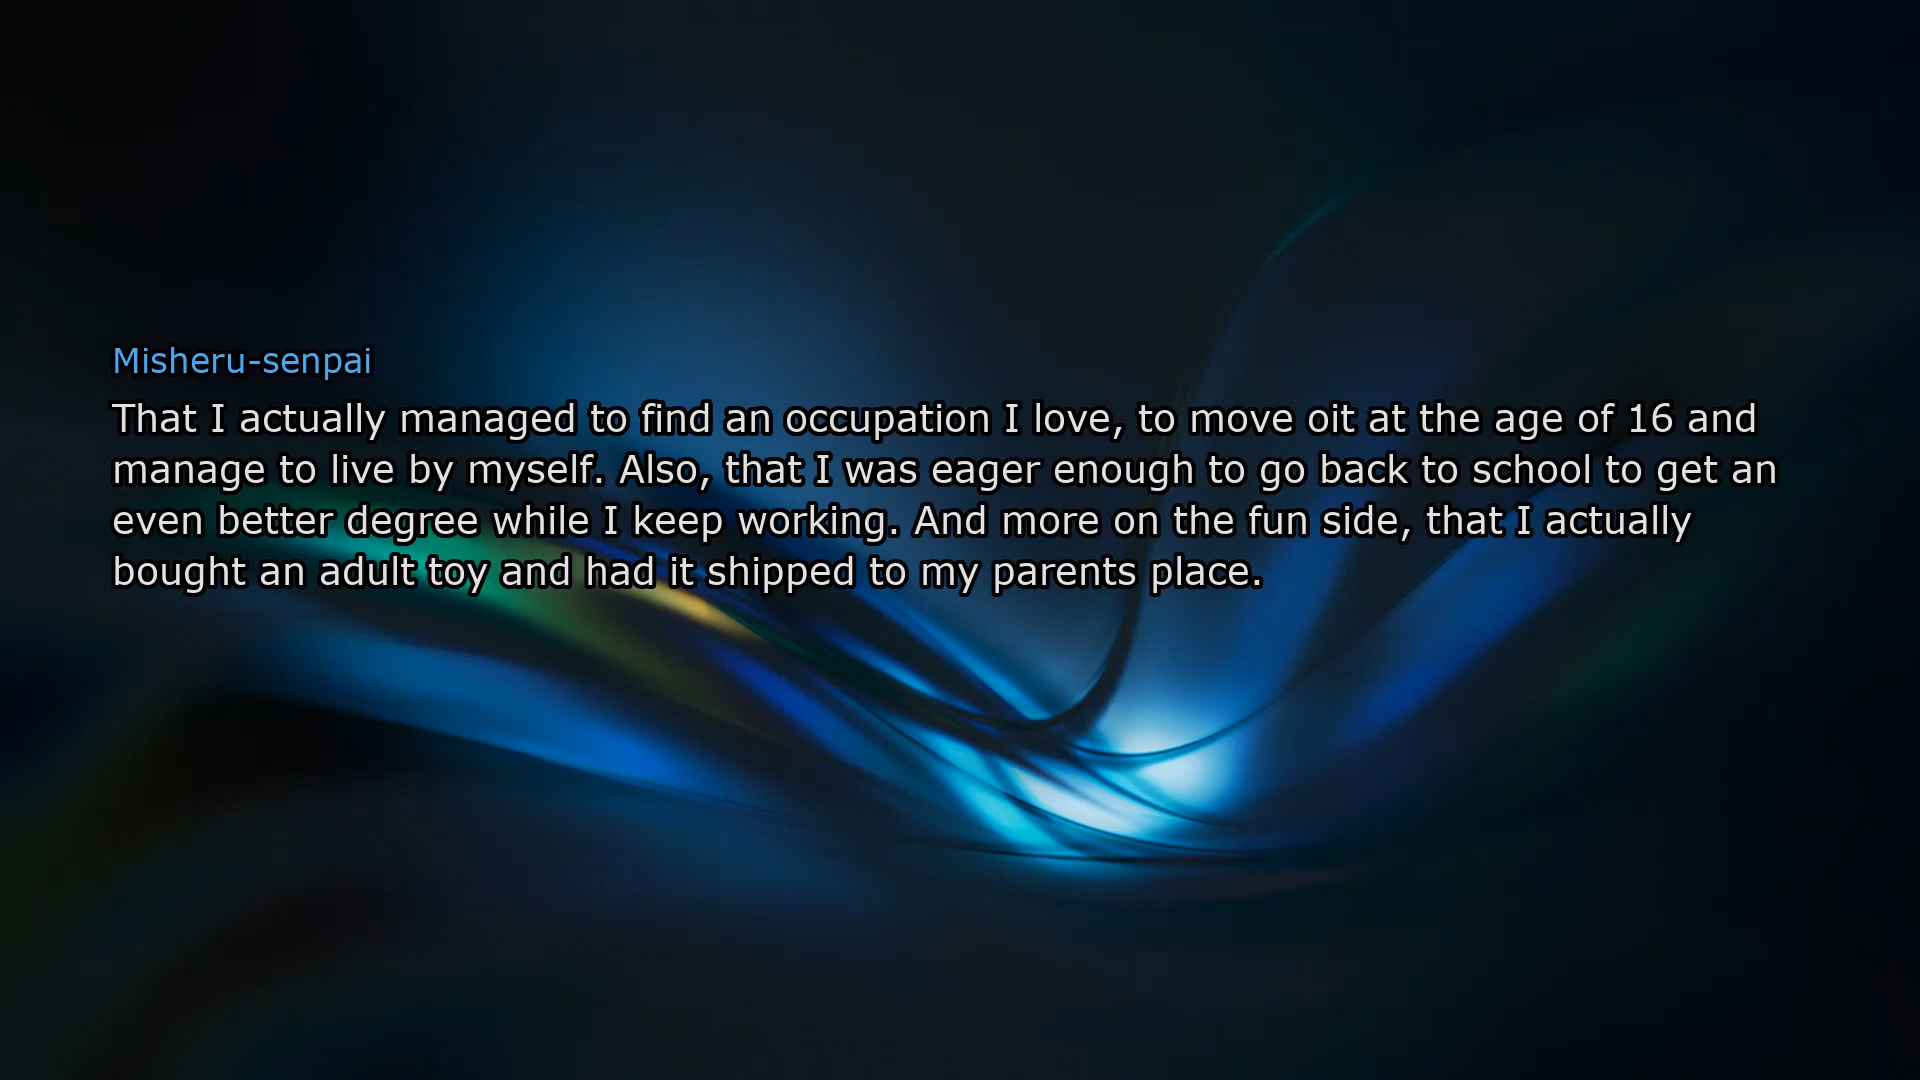 Misheru-senpai
That I actually managed to find an occupation I love, to move oit at the age of 16 and
manage to live by myself. Also, that I was eager enough to go back to school to get an
even better degree while I keep working. And more on the fun side, that I actually
bought an adult toy and had it shipped to my parents place.